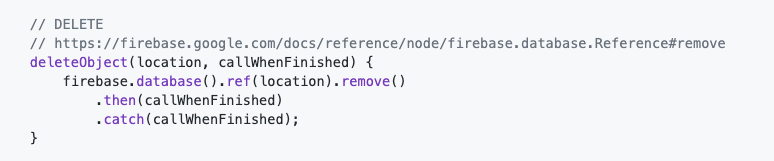 // DELETE
// https://firebase.google.com/docs/reference/node/firebase.database.Reference#remove
deleteObject(location, callWhenFinished) {
    firebase.database().ref(location).remove()
        .then(callWhenFinished)
        .catch(callWhenFinished);
}